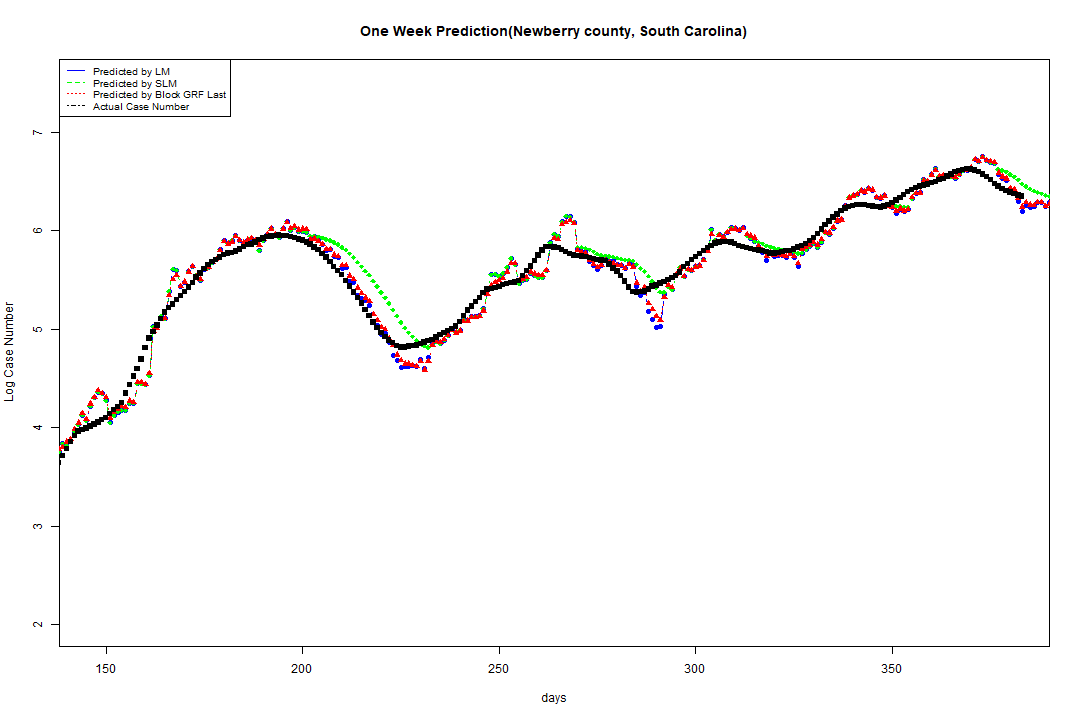 One Week Prediction(Newberry county, South Carolina)
Predicted by LM
Predicted by SLM
Predicted by Block GRF Last
Actual Case Number
7
6
5
4
3
2
Log Case Number
150 200 250 300 350
days